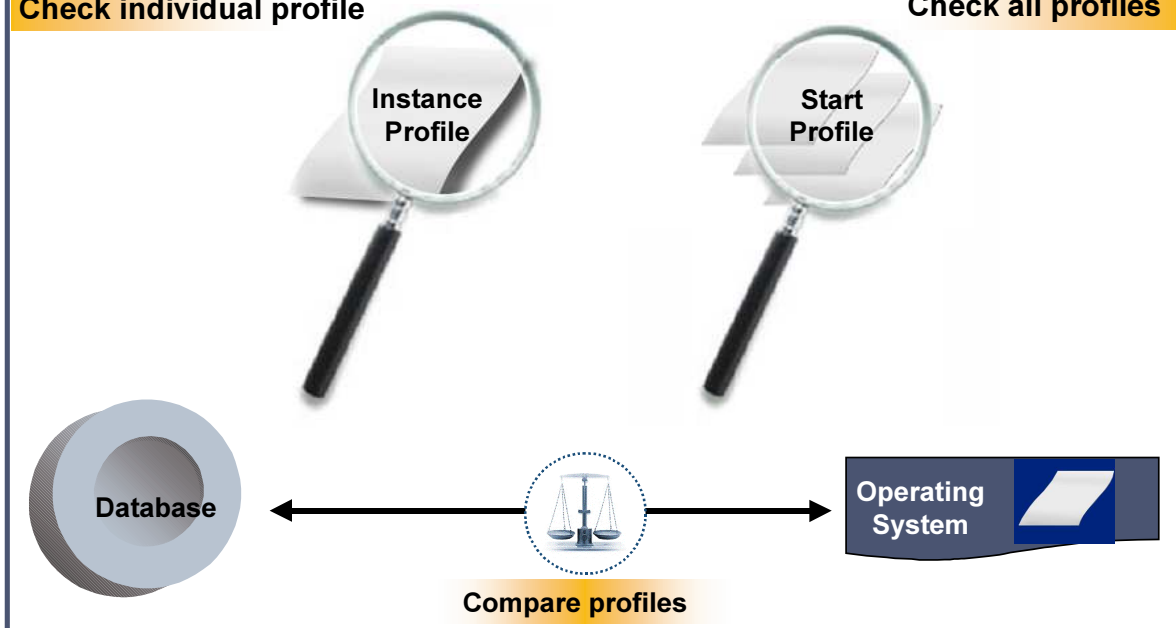 Check individual profile
Check all profiles
Instance
Profile
Start
Profile
Database
Operating
System
Compare profiles